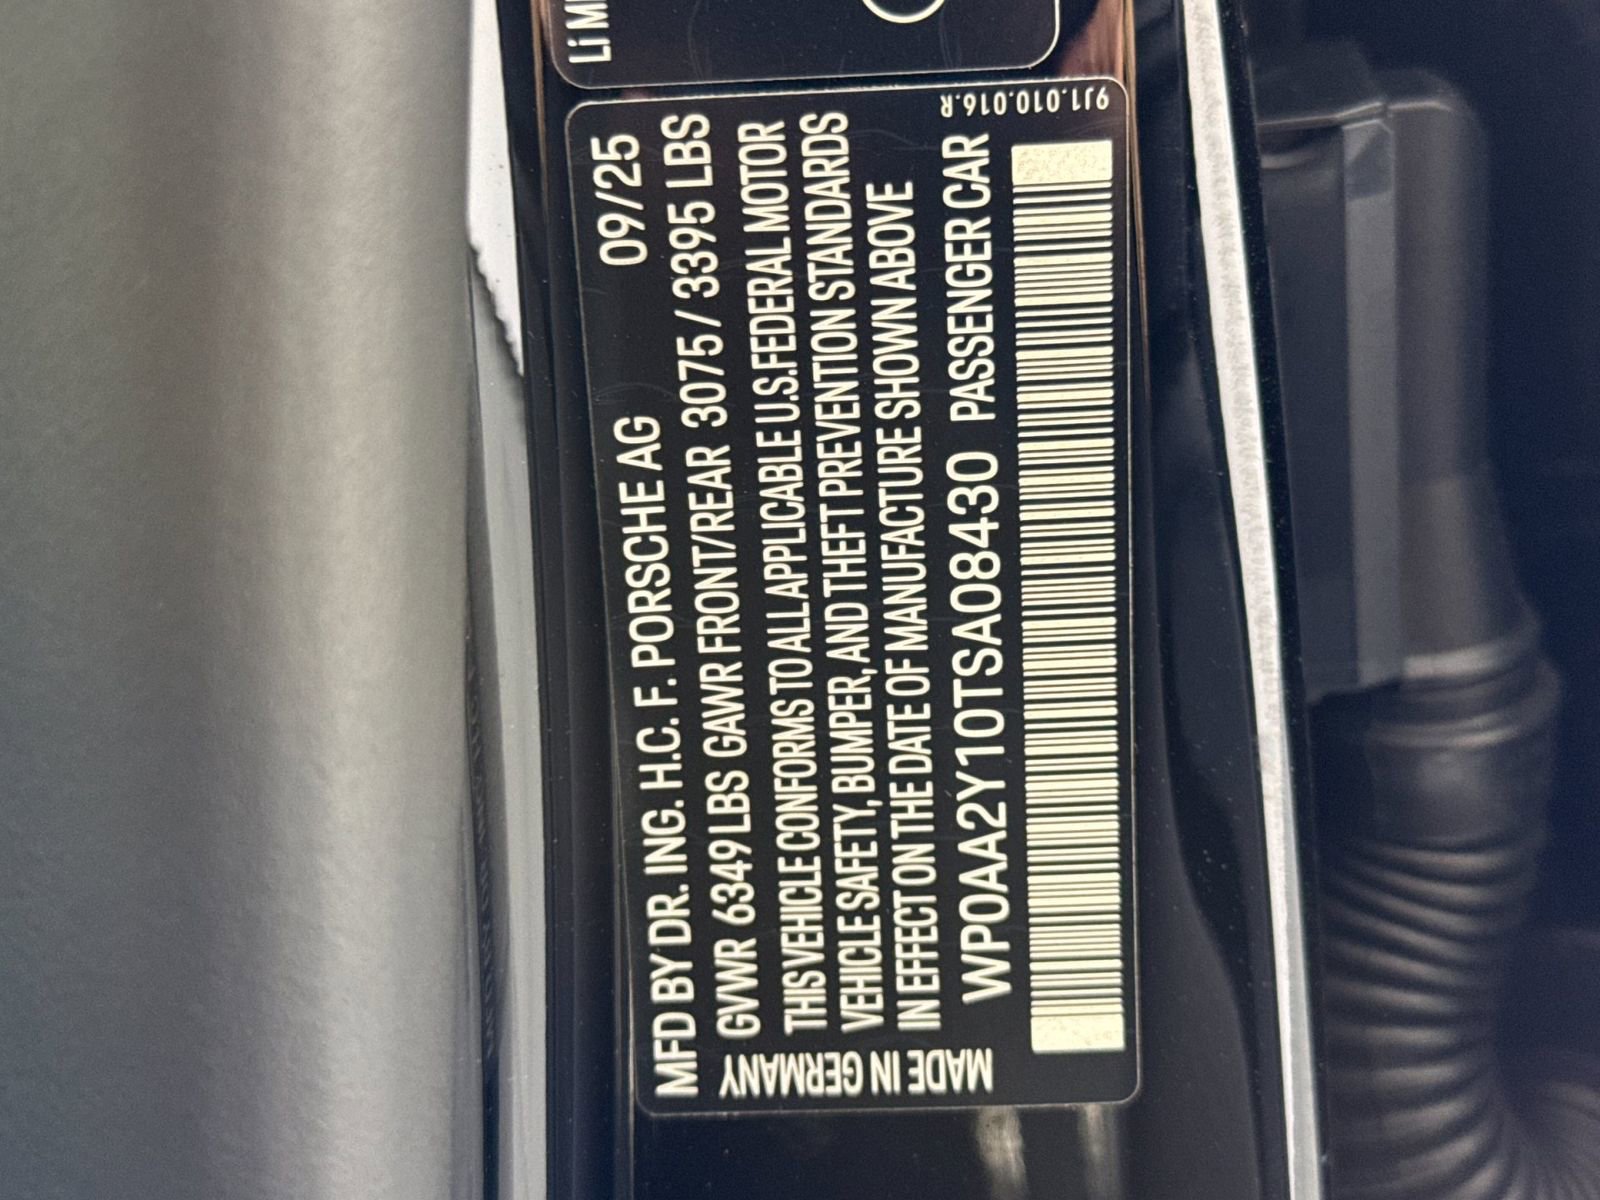 MFD BY DR. ING. H.C. F. PORSCHE AG 09/25
GVWR 6349 LBS GAWR FRONT/REAR 3075 / 3395 LBS
THIS VEHICLE CONFORMS TO ALL APPLICABLE U.S. FEDERAL MOTOR
VEHICLE SAFETY, BUMPER, AND THEFT PREVENTION STANDARDS
IN EFFECT ON THE DATE OF MANUFACTURE SHOWN ABOVE
WP0AA2Y10TSA08430 PASSENGER CAR
MADE IN GERMANY
9J1.010.016.R